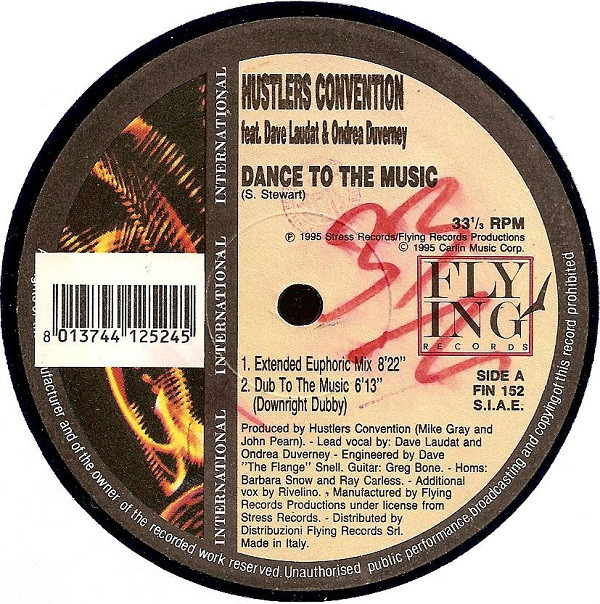 HUSTLERS CONVENTION
feat. Dave Laudat & Ondrea Duverney
DANCE TO THE MUSIC
(S. Stewart)
33 1/3 RPM
℗ 1995 Stress Records/Flying Records Productions
© 1995 Carlin Music Corp.
FLY
ING
RECORDS
1. Extended Euphoric Mix 8'22"
2. Dub To The Music 6'13"
(Downright Dubby)
SIDE A
FIN 152
S.I.A.E.
Produced by Hustlers Convention (Mike Gray and
John Pearn). - Lead vocal by: Dave Laudat and
Ondrea Duverney - Engineered by Dave
"The Flange" Snell. Guitar: Greg Bone. - Horns:
Barbara Snow and Ray Carless. - Additional
vox by Rivelino. - Manufactured by Flying
Records Productions under license from
Stress Records. - Distributed by
Distribuzioni Flying Records Srl.
Made in Italy.
INTERNATIONAL
INTERNATIONAL
INTERNATIONAL
8 013744 125245
and of the owner of the recorded work reserved. Unauthorised public performance, broadcasting and copying of this record prohibited